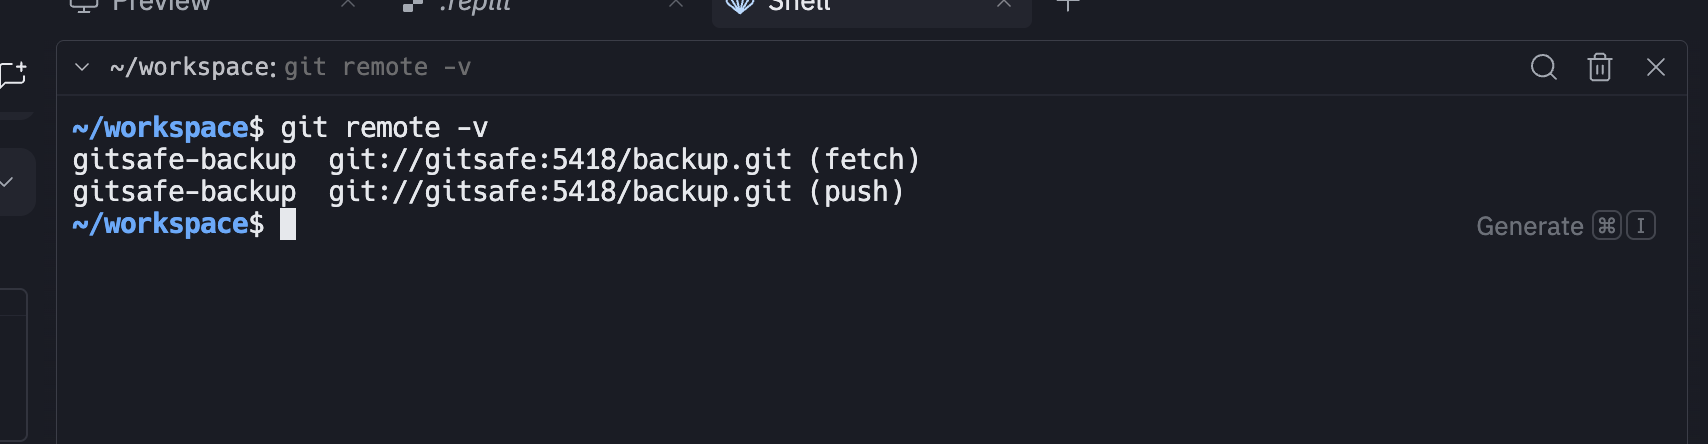 Preview
.replit
Shell
~/workspace: git remote -v
~/workspace$ git remote -v
gitsafe-backup  git://gitsafe:5418/backup.git (fetch)
gitsafe-backup  git://gitsafe:5418/backup.git (push)
~/workspace$
Generate ⌘ I